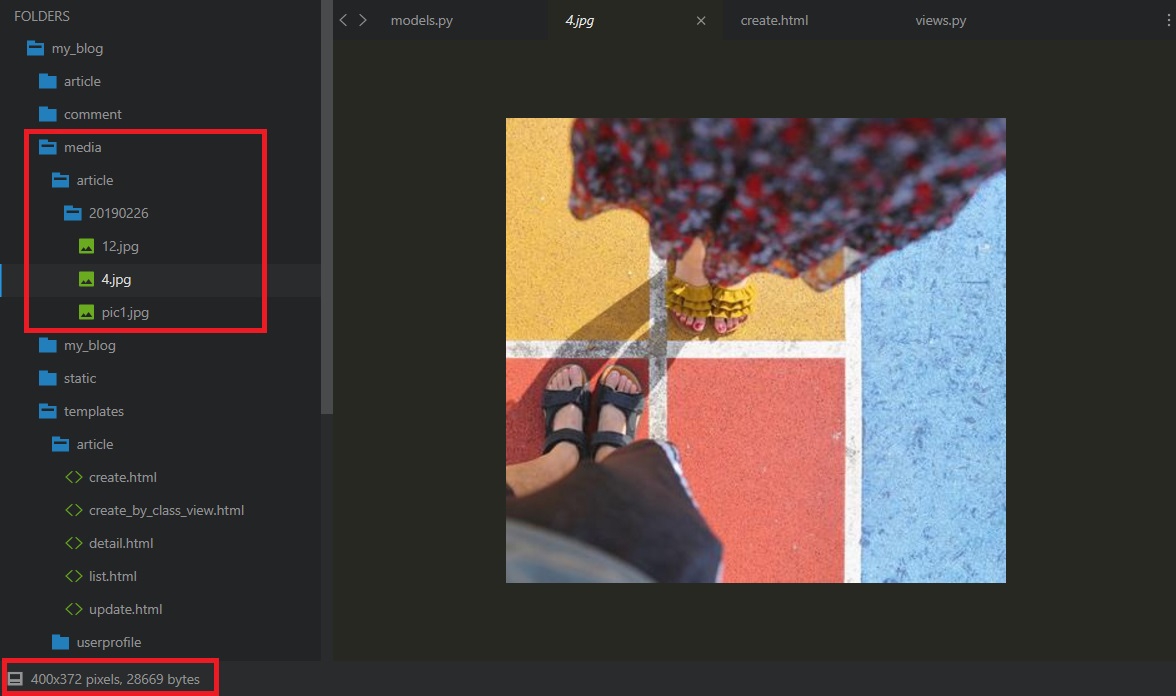 FOLDERS
my_blog
article
comment
media
article
20190226
12.jpg
4.jpg
pic1.jpg
my_blog
static
templates
article
create.html
create_by_class_view.html
detail.html
list.html
update.html
userprofile
models.py
4.jpg
create.html
views.py
400x372 pixels, 28669 bytes